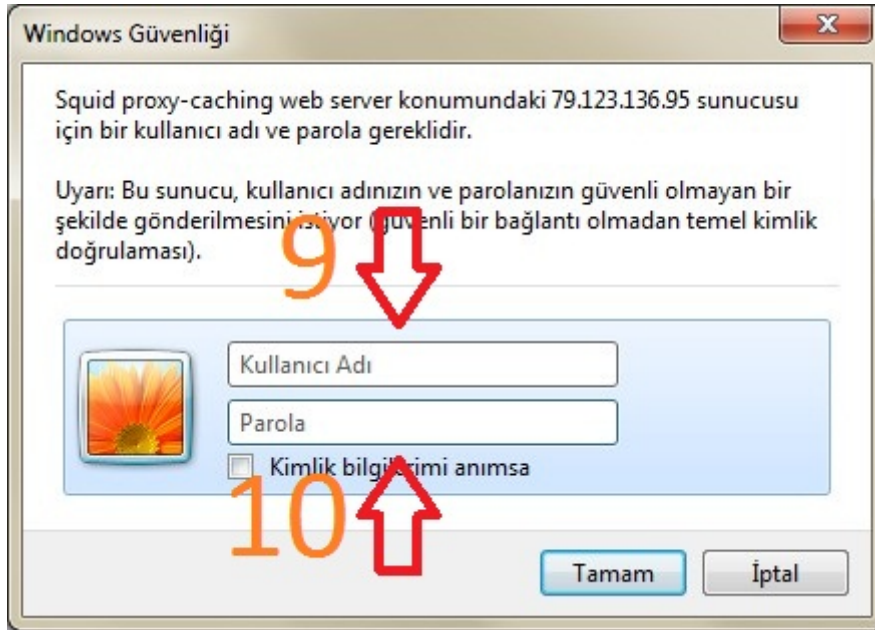 Windows Güvenliği
Squid proxy-caching web server konumundaki 79.123.136.95 sunucusu
için bir kullanıcı adı ve parola gereklidir.
Uyarı: Bu sunucu, kullanıcı adınızın ve parolanızın güvenli olmayan bir
şekilde gönderilmesini istiyor (güvenli bir bağlantı olmadan temel kimlik
doğrulaması).
9
Kullanıcı Adı
Parola
Kimlik bilgilerimi anımsa
10
Tamam
İptal